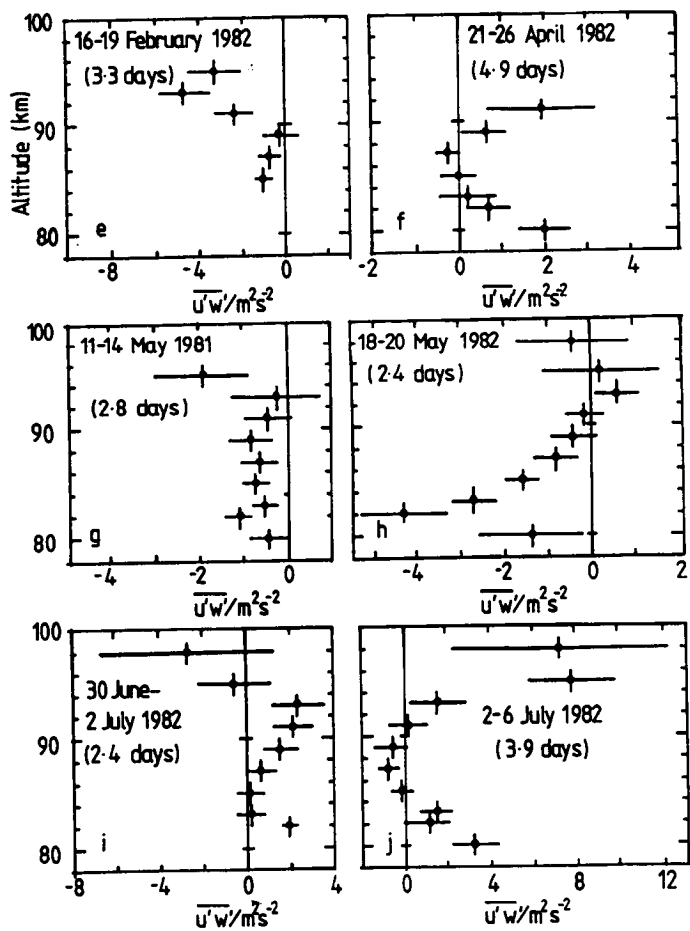 100
16-19 February 1982
(3·3 days)
90
Altitude (km)
80
e
-8 -4 0
u'w'/m²s⁻²
21-26 April 1982
(4·9 days)
f
-2 0 2 4
u'w'/m²s⁻²
100
11-14 May 1981
(2·8 days)
90
g
80
-4 -2 0
u'w'/m²s⁻²
18-20 May 1982
(2·4 days)
h
-4 -2 0 2
u'w'/m²s⁻²
100
30 June-
2 July 1982
(2·4 days)
90
i
80
-8 -4 0 4
u'w'/m²s⁻²
2-6 July 1982
(3·9 days)
j
0 4 8 12
u'w'/m²s⁻²